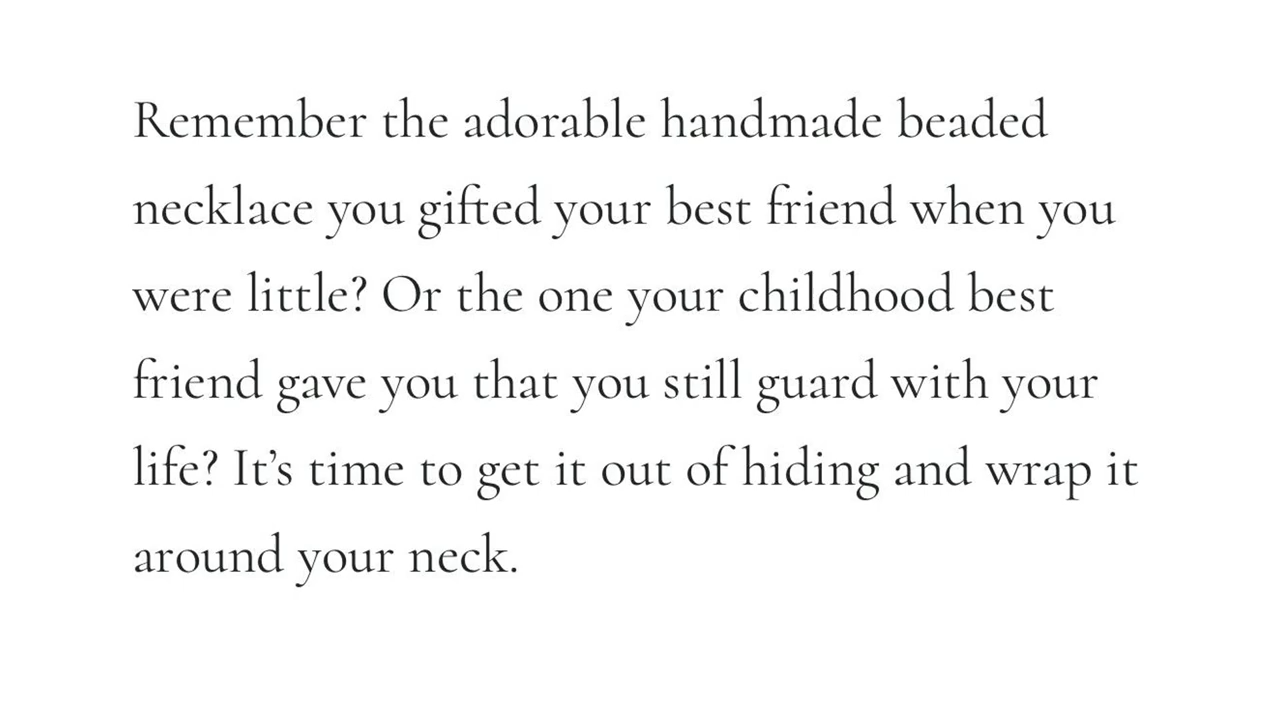 Remember the adorable handmade beaded
necklace you gifted your best friend when you
were little? Or the one your childhood best
friend gave you that you still guard with your
life? It’s time to get it out of hiding and wrap it
around your neck.